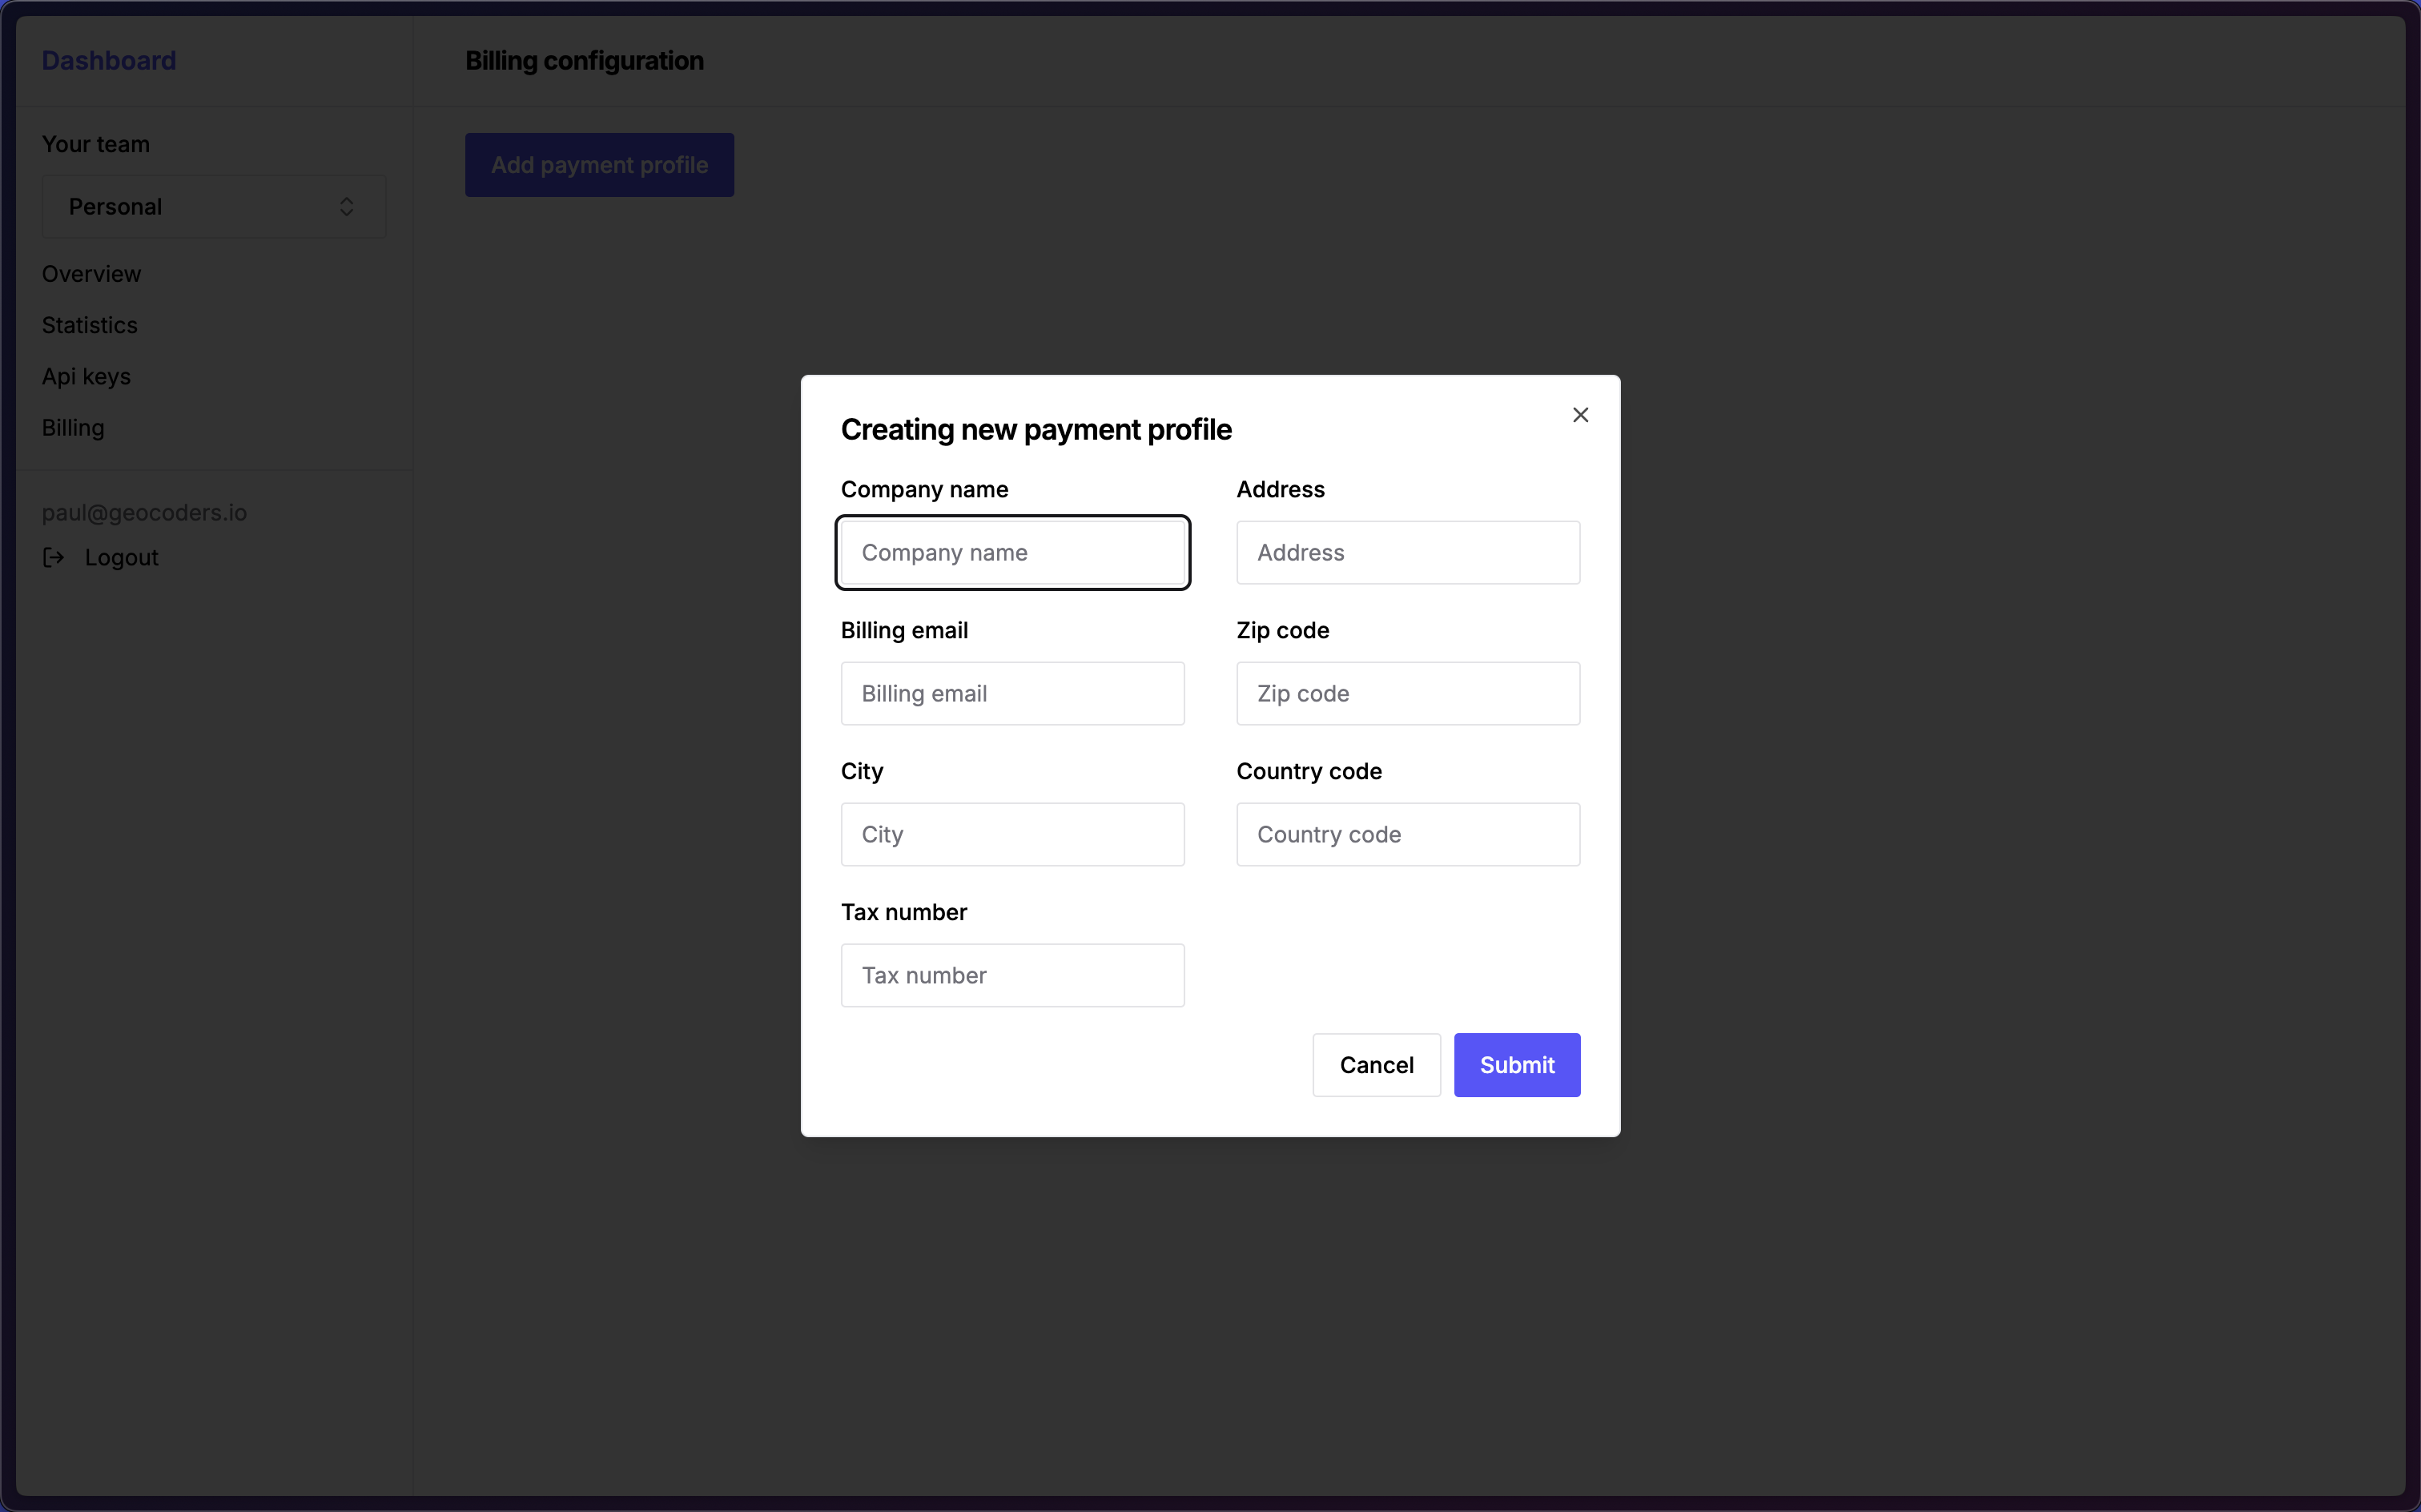 Dashboard
Billing configuration
Your team
Personal
Add payment profile
Overview
Statistics
Api keys
Billing
paul@geocoders.io
Logout
Creating new payment profile
Company name
Company name
Address
Address
Billing email
Billing email
Zip code
Zip code
City
City
Country code
Country code
Tax number
Tax number
Cancel
Submit